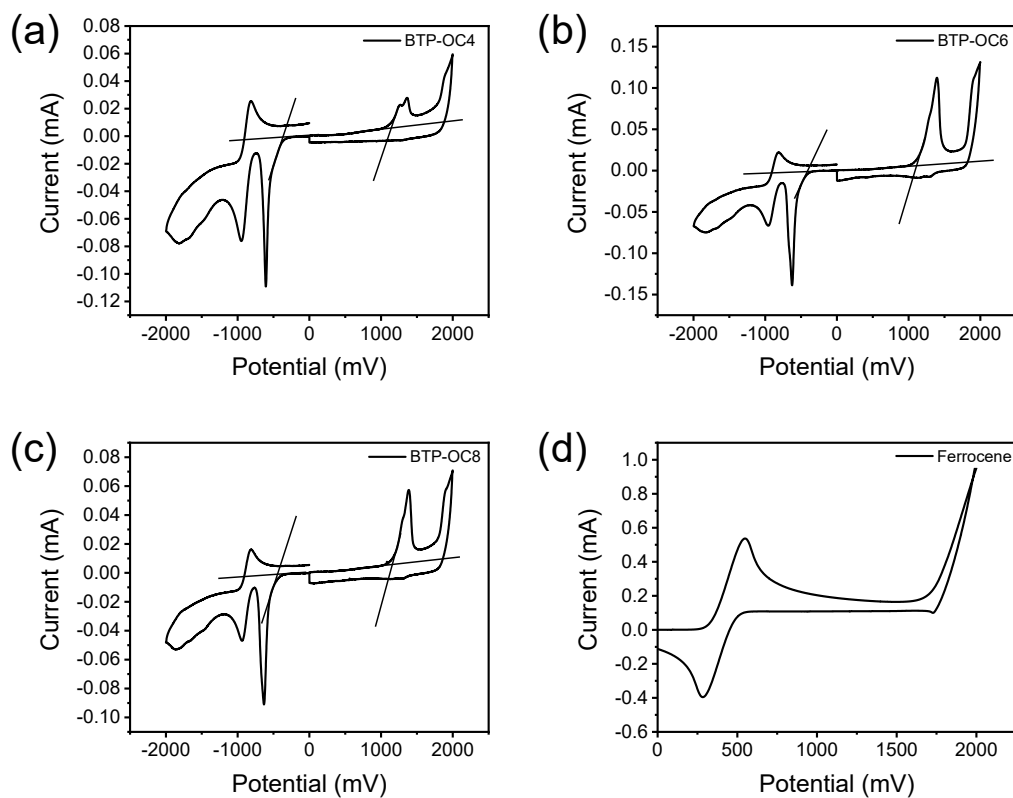 (a)
BTP-OC4
0.08
0.06
0.04
0.02
0.00
-0.02
-0.04
-0.06
-0.08
-0.10
-0.12
Current (mA)
-2000 -1000 0 1000 2000
Potential (mV)
(b)
BTP-OC6
0.15
0.10
0.05
0.00
-0.05
-0.10
-0.15
Current (mA)
-2000 -1000 0 1000 2000
Potential (mV)
(c)
BTP-OC8
0.08
0.06
0.04
0.02
0.00
-0.02
-0.04
-0.06
-0.08
-0.10
Current (mA)
-2000 -1000 0 1000 2000
Potential (mV)
(d)
Ferrocene
1.0
0.8
0.6
0.4
0.2
0.0
-0.2
-0.4
-0.6
Current (mA)
0 500 1000 1500 2000
Potential (mV)